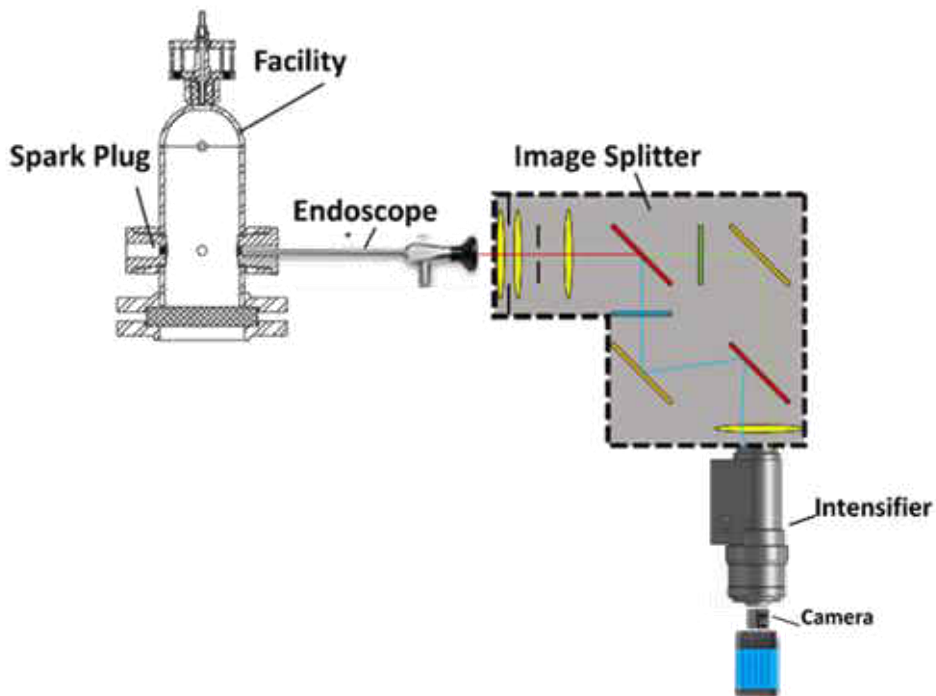 Facility
Spark Plug
Image Splitter
Endoscope
Intensifier
Camera